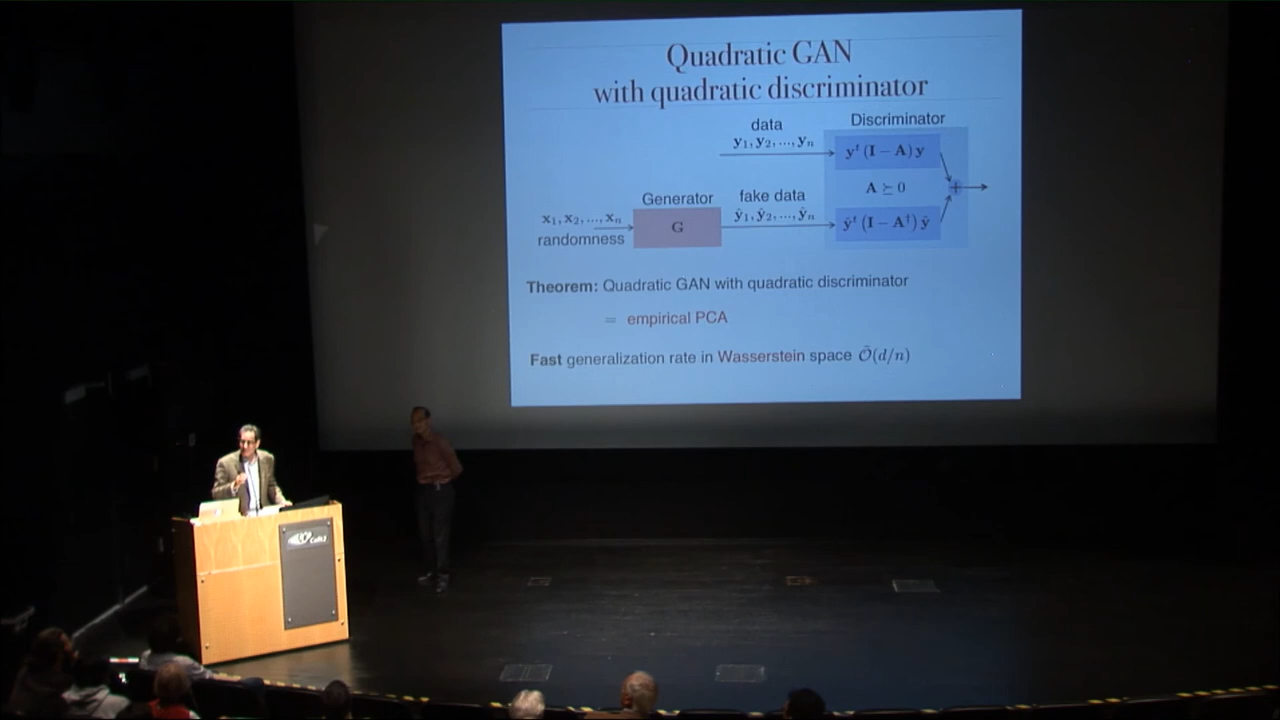 Quadratic GAN
with quadratic discriminator
data
y₁, y₂, ..., yₙ
Discriminator
yᵗ (I − A) y
A ⪰ 0
+
Generator
G
fake data
ŷ₁, ŷ₂, ..., ŷₙ
ŷᵗ (I − A†) ŷ
x₁, x₂, ..., xₙ
randomness
Theorem: Quadratic GAN with quadratic discriminator
= empirical PCA
Fast generalization rate in Wasserstein space Õ(d/n)
Calit2